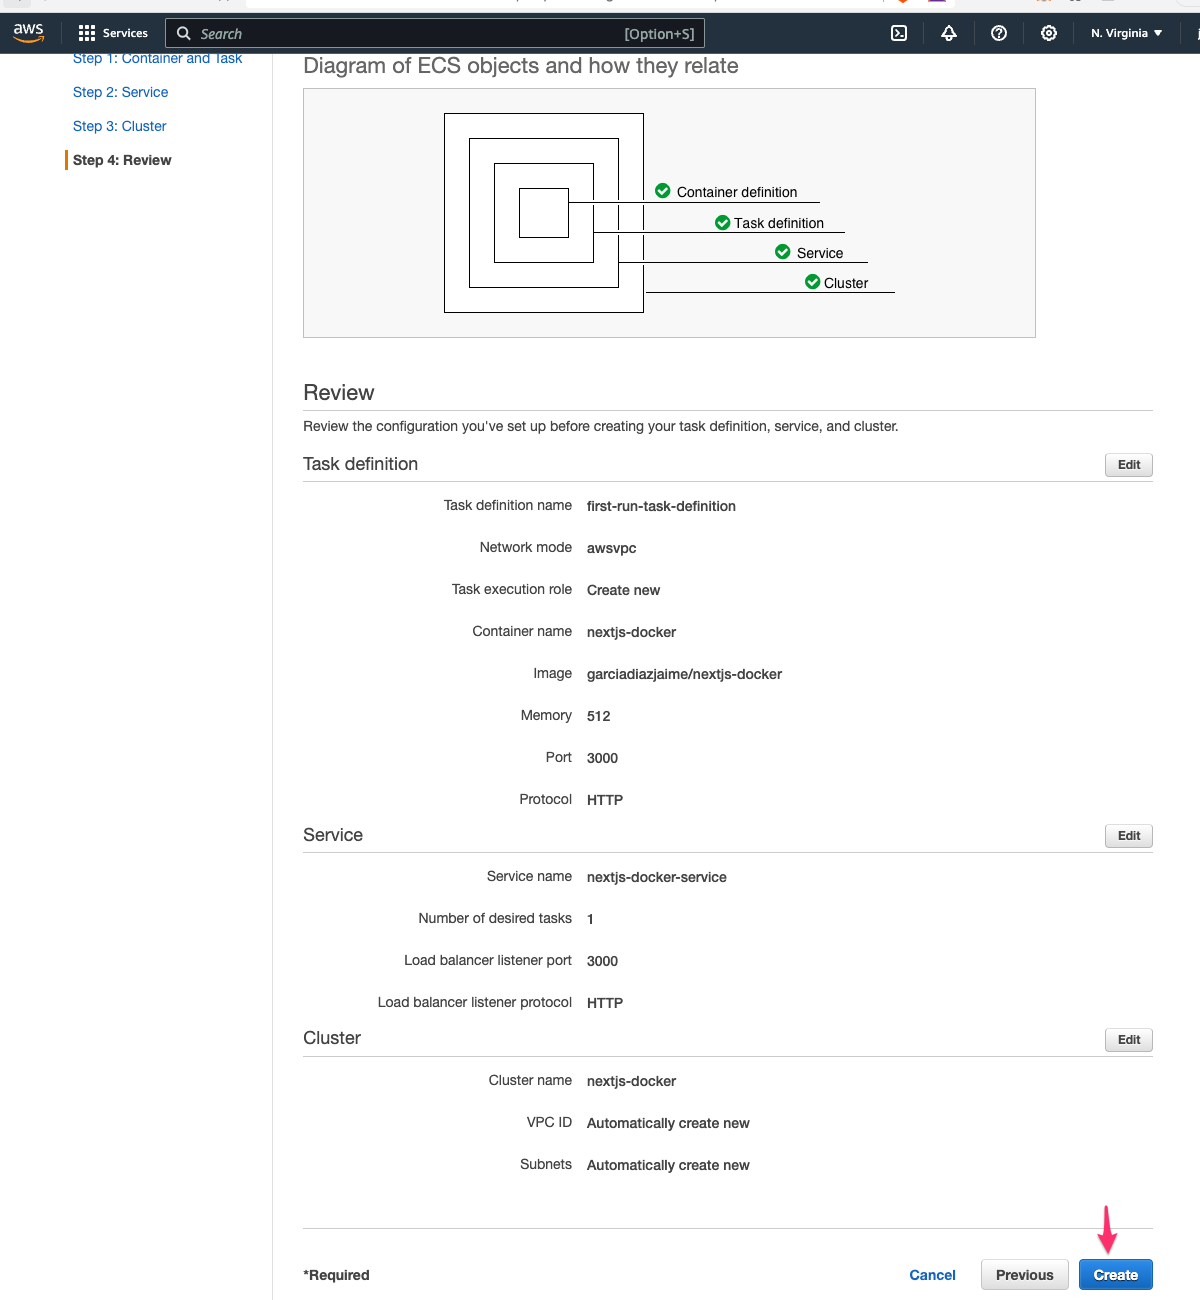 aws Services Search [Option+S] N. Virginia
Step 1: Container and Task
Step 2: Service
Step 3: Cluster
Step 4: Review
Diagram of ECS objects and how they relate
Container definition
Task definition
Service
Cluster
Review
Review the configuration you've set up before creating your task definition, service, and cluster.
Task definition Edit
Task definition name first-run-task-definition
Network mode awsvpc
Task execution role Create new
Container name nextjs-docker
Image garciadiazjaime/nextjs-docker
Memory 512
Port 3000
Protocol HTTP
Service Edit
Service name nextjs-docker-service
Number of desired tasks 1
Load balancer listener port 3000
Load balancer listener protocol HTTP
Cluster Edit
Cluster name nextjs-docker
VPC ID Automatically create new
Subnets Automatically create new
*Required Cancel Previous Create